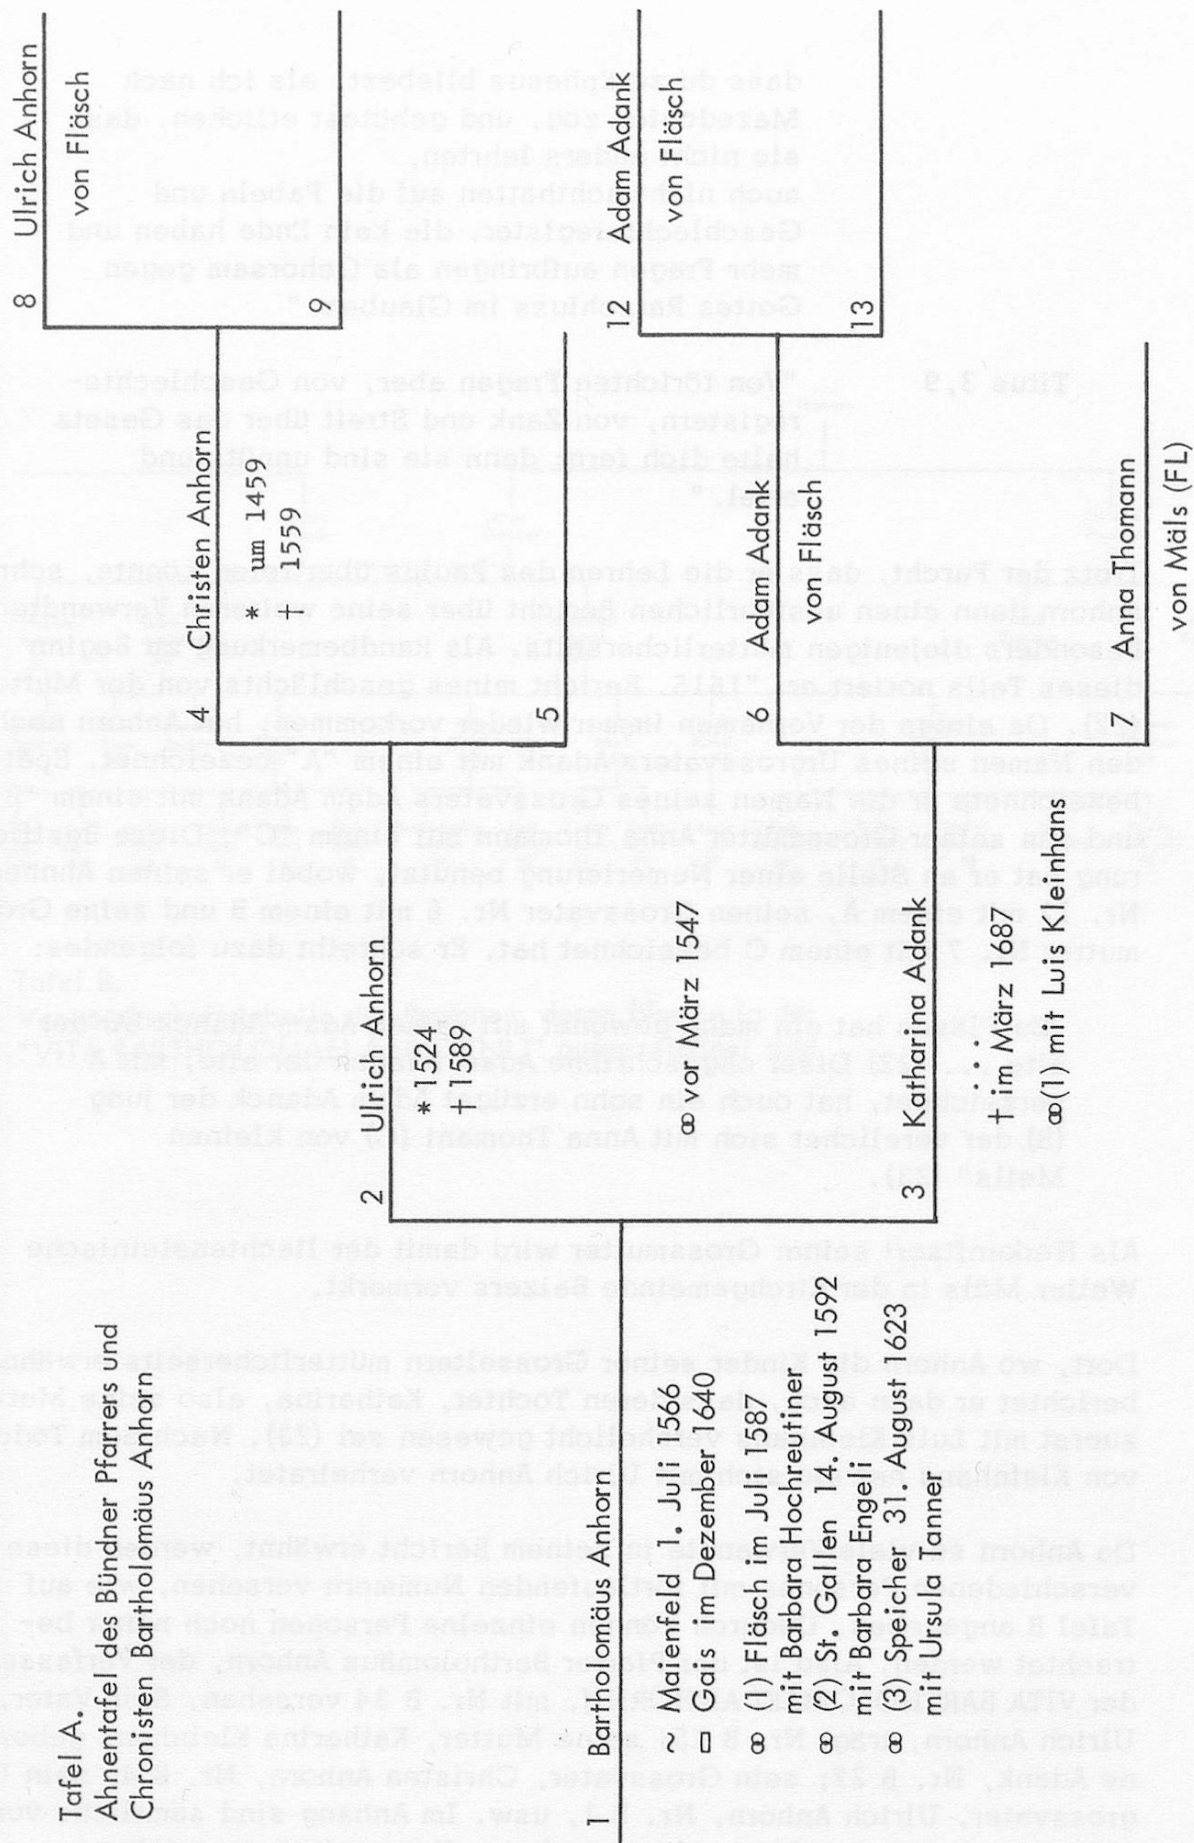 Tafel A.
Ahnentafel des Bündner Pfarrers und
Chronisten Bartholomäus Anhorn
1 Bartholomäus Anhorn
~ Maienfeld 1. Juli 1566
▭ Gais im Dezember 1640
⚭ (1) Fläsch im Juli 1587
mit Barbara Hochreutiner
⚭ (2) St. Gallen 14. August 1592
mit Barbara Engeli
⚭ (3) Speicher 31. August 1623
mit Ursula Tanner
2 Ulrich Anhorn
* 1524
† 1589
⚭ vor März 1547
3 Katharina Adank
† im März 1687
⚭ (1) mit Luis Kleinhans
4 Christen Anhorn
* um 1459
† 1559
5
6 Adam Adank
von Fläsch
7 Anna Thomann
von Mäls (FL)
8 Ulrich Anhorn
von Fläsch
9
12 Adam Adank
von Fläsch
13